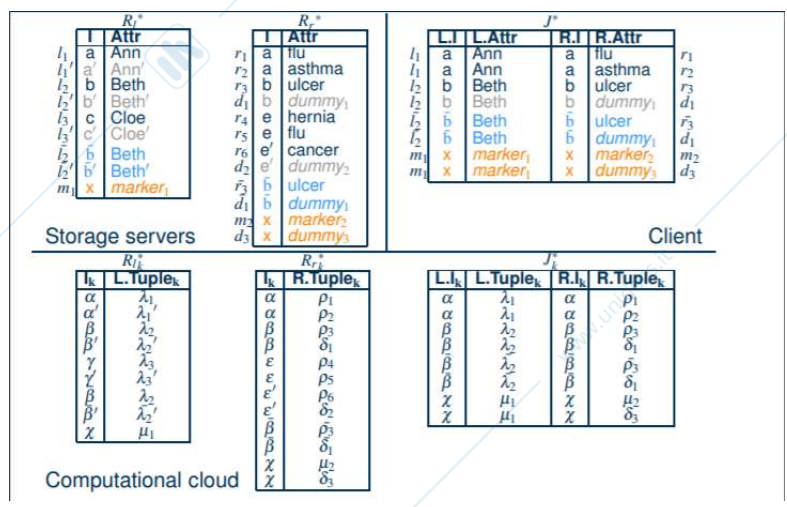 Rₗ*
I Attr
l₁ a Ann
l₁′ a′ Ann′
l₂ b Beth
l₂′ b′ Beth′
l₃ c Cloe
l₃′ c′ Cloe′
l̄₂ b̄ Beth
l̄₂′ b̄′ Beth′
m₁ x marker₁
Storage servers
Rᵣ*
I Attr
r₁ a flu
r₂ a asthma
r₃ b ulcer
d₁ b dummy₁
r₄ e hernia
r₅ e flu
r₆ e′ cancer
d₂ e′ dummy₂
r̄₃ b̄ ulcer
d̄₁ b̄ dummy₁
m₂ x marker₂
d₃ x dummy₃
J*
L.I L.Attr R.I R.Attr
l₁ a Ann a flu r₁
l₁ a Ann a asthma r₂
l₂ b Beth b ulcer r₃
l₂ b Beth b dummy₁ d₁
l̄₂ b̄ Beth b̄ ulcer r̄₃
l̄₂ b̄ Beth b̄ dummy₁ d̄₁
m₁ x marker₁ x marker₂ m₂
m₁ x marker₁ x dummy₃ d₃
Client
Rₗₖ*
Iₖ L.Tupleₖ
α λ₁
α′ λ₁′
β λ₂
β′ λ₂′
γ λ₃
γ′ λ₃′
β̄ λ̄₂
β̄′ λ̄₂′
χ μ₁
Computational cloud
Rᵣₖ*
Iₖ R.Tupleₖ
α ρ₁
α ρ₂
β ρ₃
β δ₁
ε ρ₄
ε ρ₅
ε′ ρ₆
ε′ δ₂
β̄ ρ̄₃
β̄ δ̄₁
χ μ₂
χ δ₃
Jₖ*
L.Iₖ L.Tupleₖ R.Iₖ R.Tupleₖ
α λ₁ α ρ₁
α λ₁ α ρ₂
β λ₂ β ρ₃
β λ₂ β δ₁
β̄ λ̄₂ β̄ ρ̄₃
β̄ λ̄₂ β̄ δ̄₁
χ μ₁ χ μ₂
χ μ₁ χ δ₃